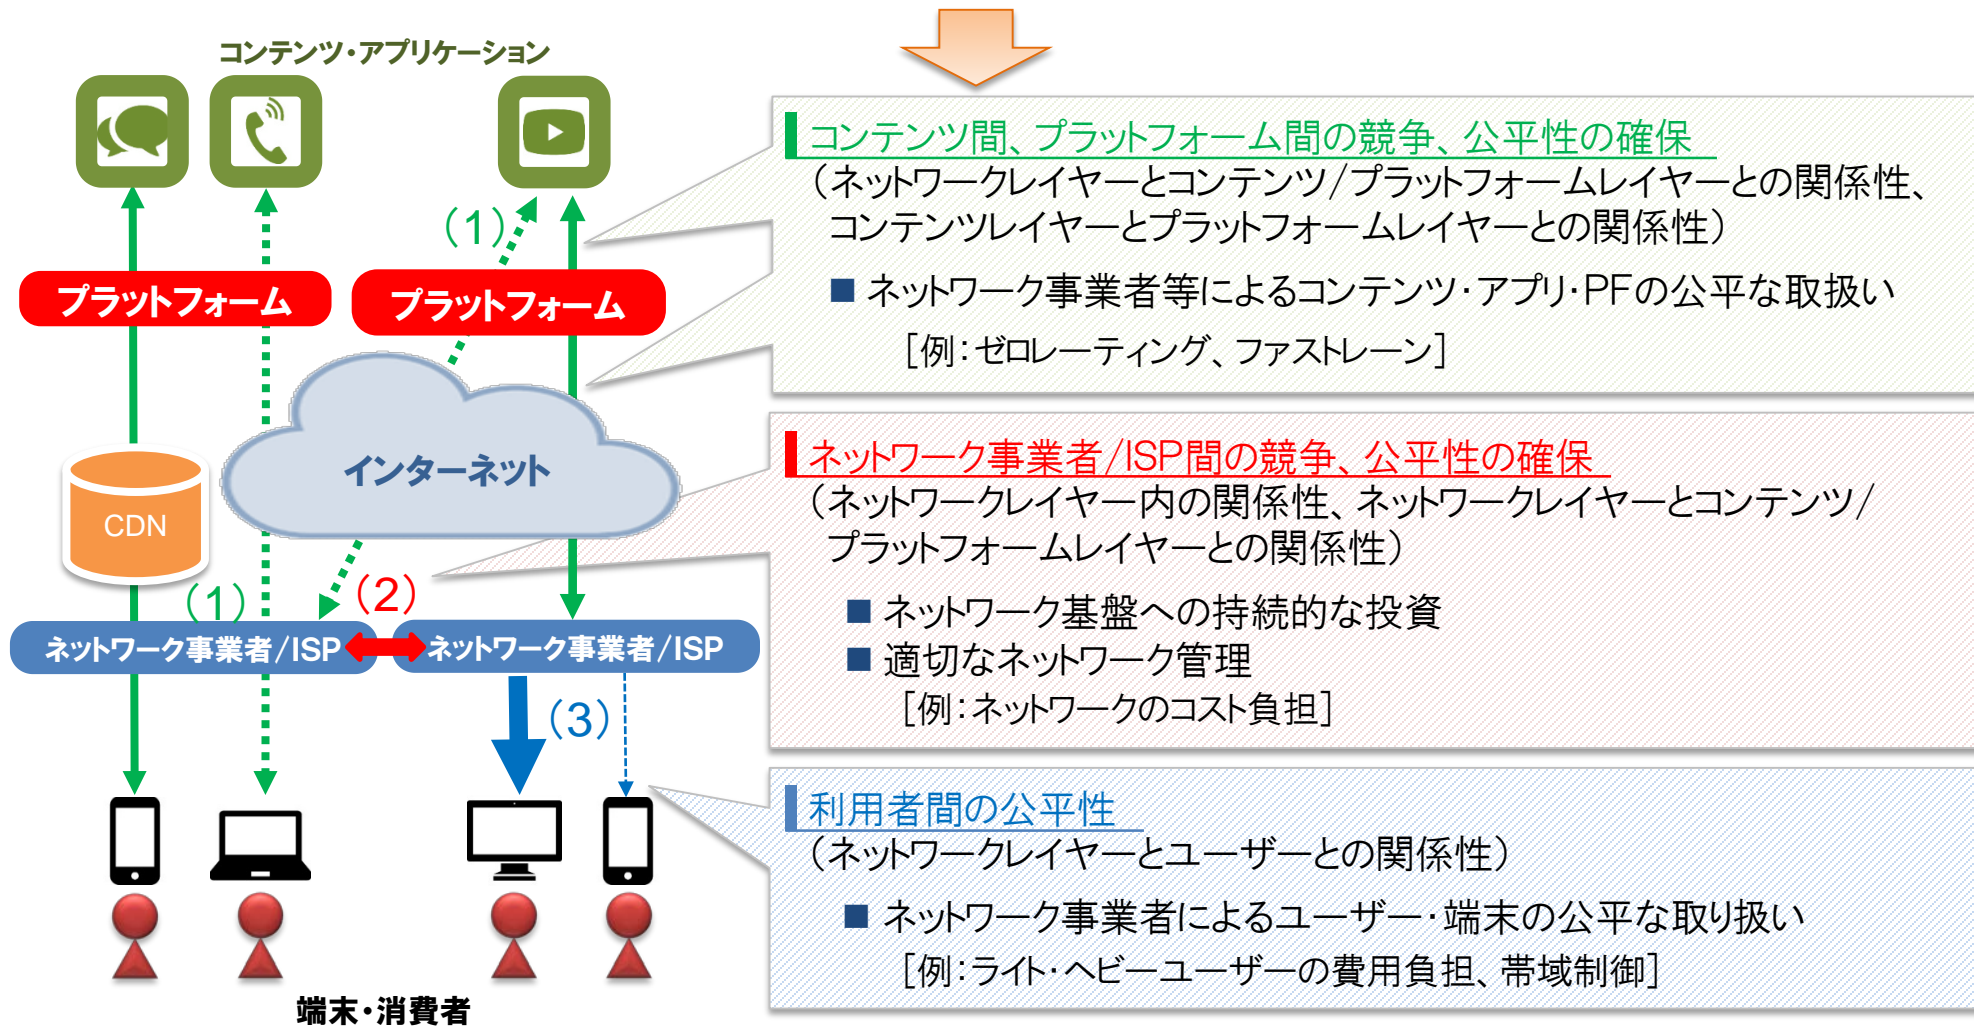 コンテンツ・アプリケーション
(1)
プラットフォーム
プラットフォーム
インターネット
CDN
(1)
(2)
ネットワーク事業者/ISP
ネットワーク事業者/ISP
(3)
端末・消費者
コンテンツ間、プラットフォーム間の競争、公平性の確保
(ネットワークレイヤーとコンテンツ/プラットフォームレイヤーとの関係性、
コンテンツレイヤーとプラットフォームレイヤーとの関係性)
■ ネットワーク事業者等によるコンテンツ・アプリ・PFの公平な取扱い
[例:ゼロレーティング、ファストレーン]
ネットワーク事業者/ISP間の競争、公平性の確保
(ネットワークレイヤー内の関係性、ネットワークレイヤーとコンテンツ/
プラットフォームレイヤーとの関係性)
■ ネットワーク基盤への持続的な投資
■ 適切なネットワーク管理
[例:ネットワークのコスト負担]
利用者間の公平性
(ネットワークレイヤーとユーザーとの関係性)
■ ネットワーク事業者によるユーザー・端末の公平な取り扱い
[例:ライト・ヘビーユーザーの費用負担、帯域制御]